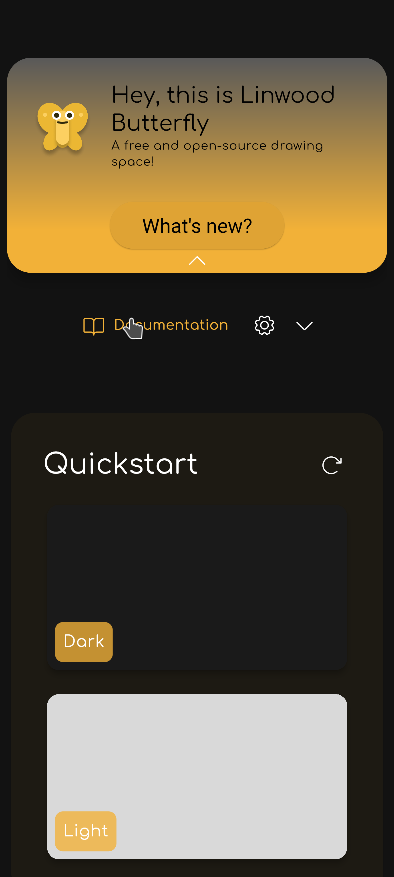 Hey, this is Linwood
Butterfly
A free and open-source drawing
space!
What's new?
Documentation
Quickstart
Dark
Light